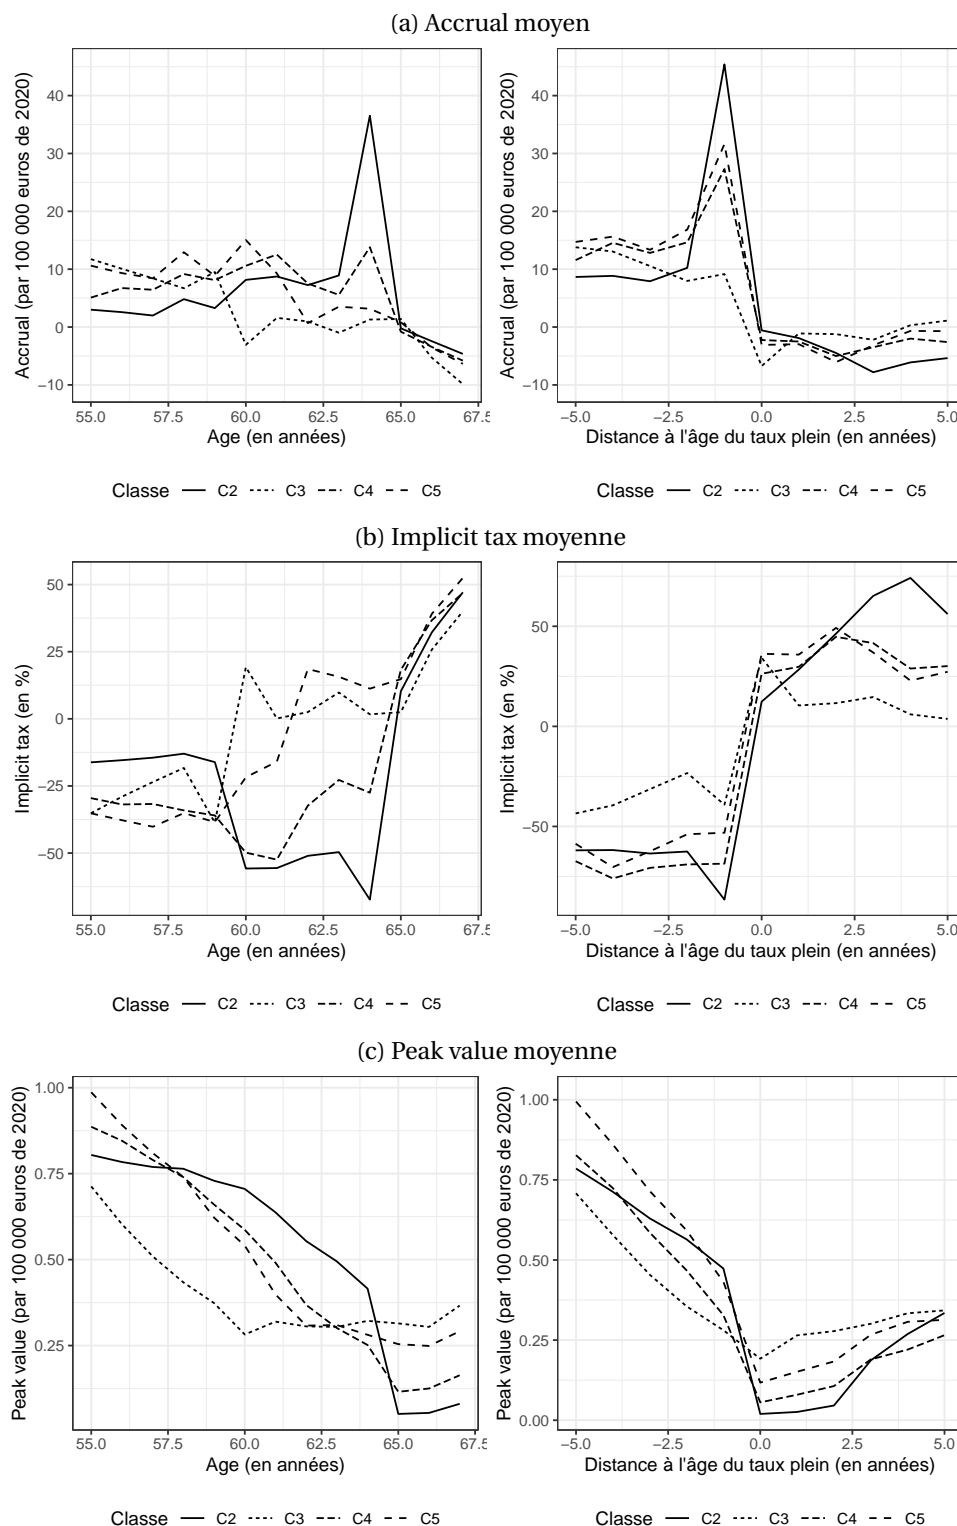 (a) Accrual moyen
Accrual (par 100 000 euros de 2020)
40
30
20
10
0
−10
55.0 57.5 60.0 62.5 65.0 67.5
Age (en années)
Classe C2 C3 C4 C5
Accrual (par 100 000 euros de 2020)
40
30
20
10
0
−10
−5.0 −2.5 0.0 2.5 5.0
Distance à l'âge du taux plein (en années)
Classe C2 C3 C4 C5
(b) Implicit tax moyenne
Implicit tax (en %)
50
25
0
−25
−50
55.0 57.5 60.0 62.5 65.0 67.5
Age (en années)
Classe C2 C3 C4 C5
Implicit tax (en %)
50
0
−50
−5.0 −2.5 0.0 2.5 5.0
Distance à l'âge du taux plein (en années)
Classe C2 C3 C4 C5
(c) Peak value moyenne
Peak value (par 100 000 euros de 2020)
1.00
0.75
0.50
0.25
55.0 57.5 60.0 62.5 65.0 67.5
Age (en années)
Classe C2 C3 C4 C5
Peak value (par 100 000 euros de 2020)
1.00
0.75
0.50
0.25
0.00
−5.0 −2.5 0.0 2.5 5.0
Distance à l'âge du taux plein (en années)
Classe C2 C3 C4 C5